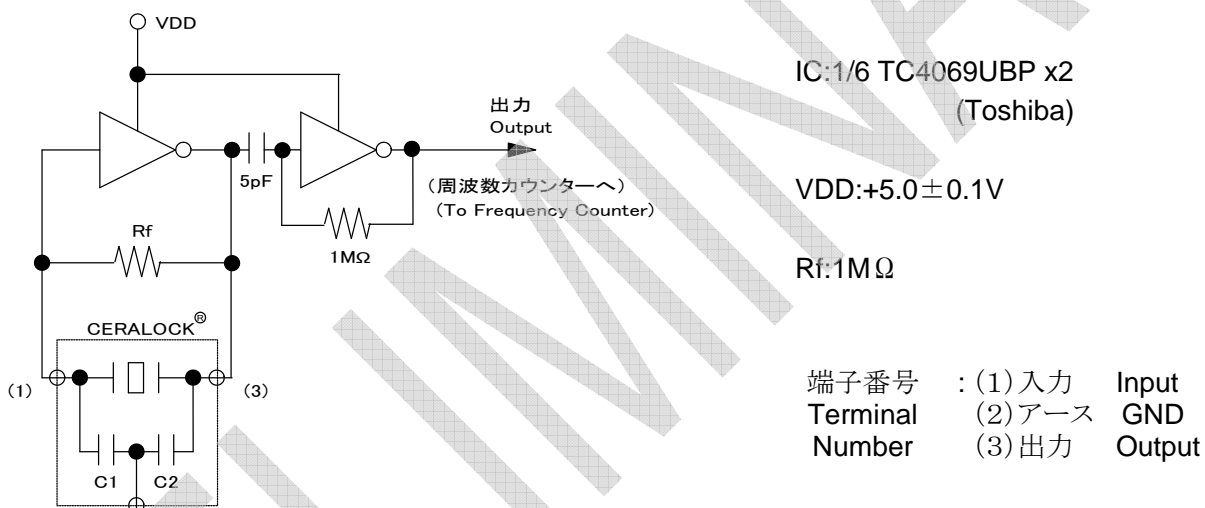 VDD
出力
Output
5pF
(周波数カウンターへ)
(To Frequency Counter)
1MΩ
Rf
CERALOCK®
(1)
(3)
C1
C2
IC:1/6 TC4069UBP x2
(Toshiba)
VDD:+5.0±0.1V
Rf:1MΩ
端子番号 :(1)入力 Input
Terminal (2)アース GND
Number (3)出力 Output